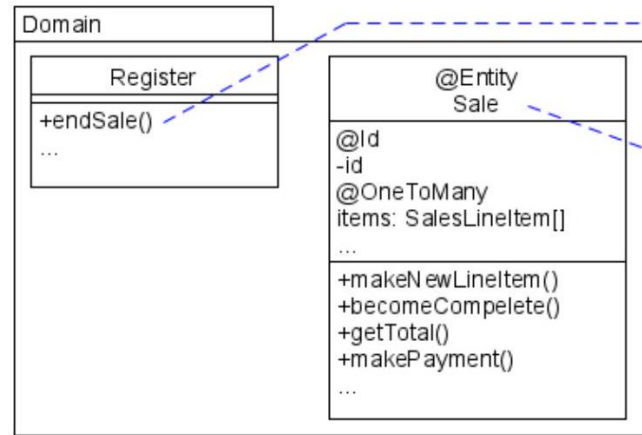 Domain
Register
+endSale()
...
@Entity
Sale
@Id
-id
@OneToMany
items: SalesLineItem[]
...
+makeNewLineItem()
+becomeCompelete()
+getTotal()
+makePayment()
...